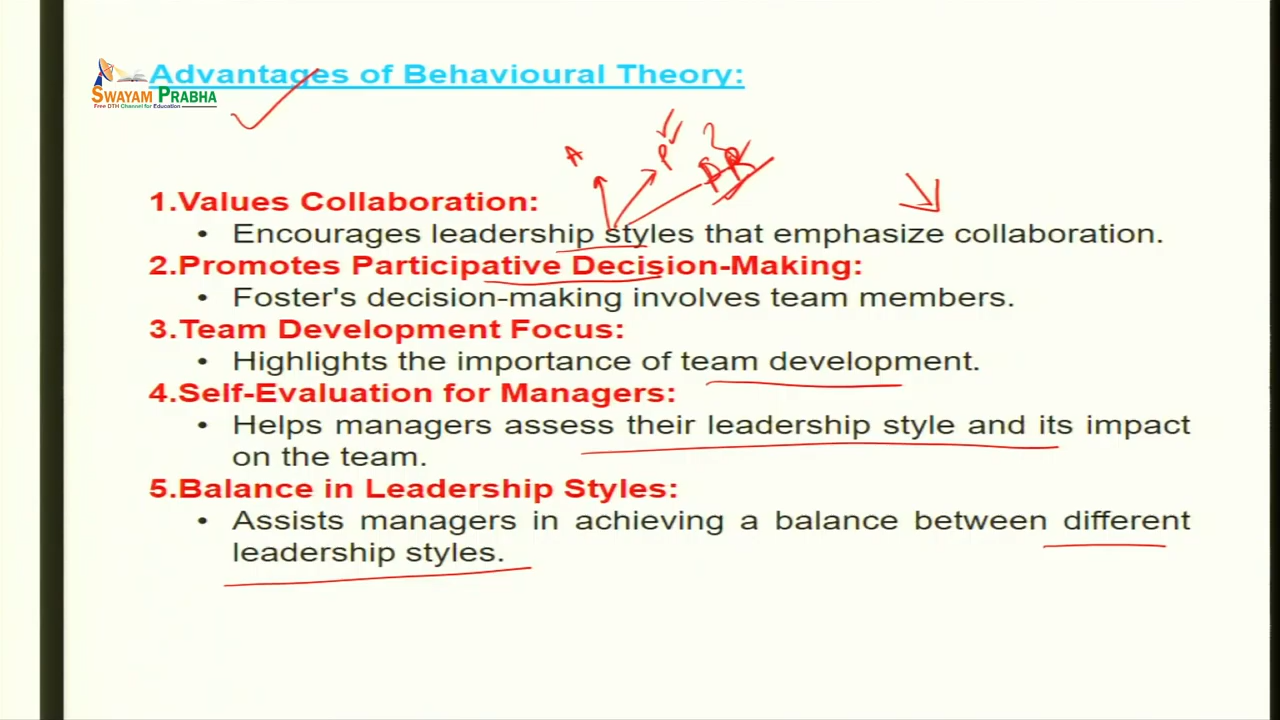 Advantages of Behavioural Theory:
SWAYAM PRABHA
Free DTH Channel for Education
A
P
1.Values Collaboration:
• Encourages leadership styles that emphasize collaboration.
2.Promotes Participative Decision-Making:
• Foster's decision-making involves team members.
3.Team Development Focus:
• Highlights the importance of team development.
4.Self-Evaluation for Managers:
• Helps managers assess their leadership style and its impact
on the team.
5.Balance in Leadership Styles:
• Assists managers in achieving a balance between different
leadership styles.